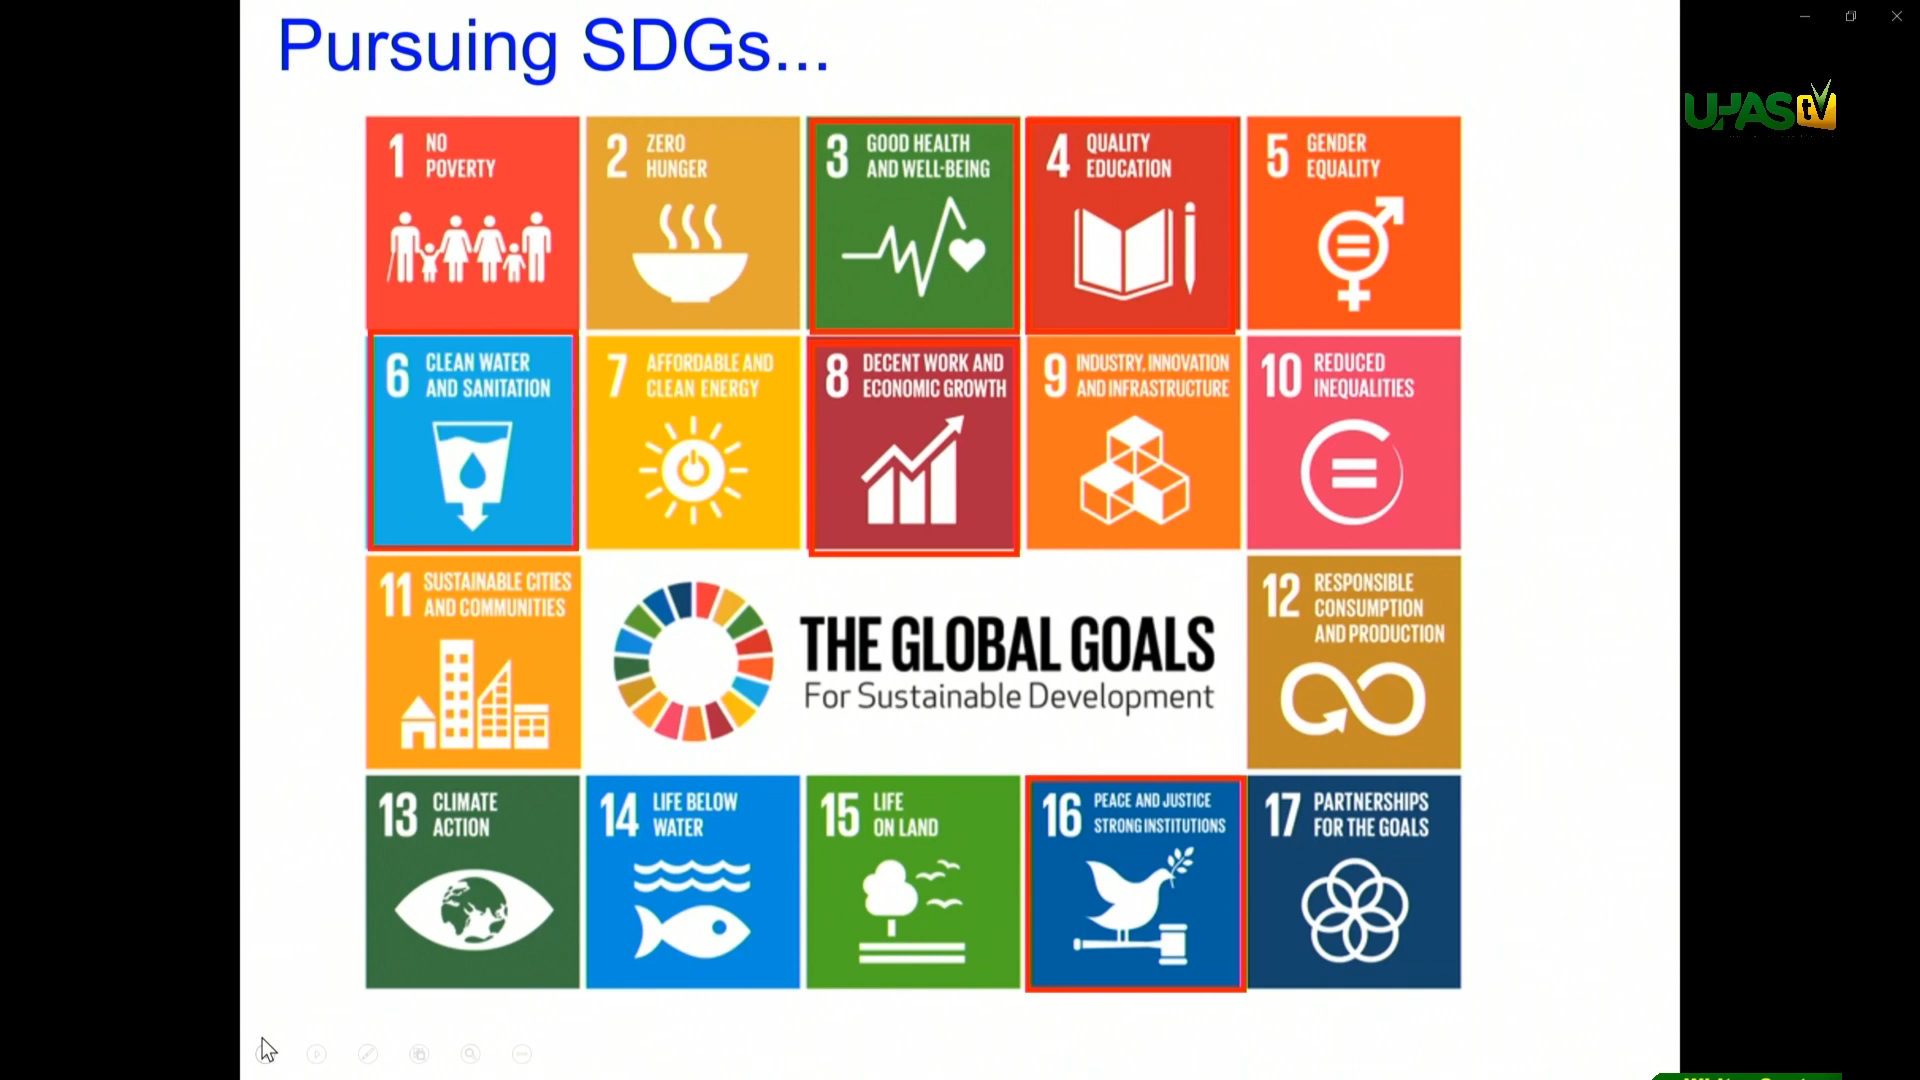 Pursuing SDGs...
UPAS tV
1 NO
POVERTY
2 ZERO
HUNGER
3 GOOD HEALTH
AND WELL-BEING
4 QUALITY
EDUCATION
5 GENDER
EQUALITY
6 CLEAN WATER
AND SANITATION
7 AFFORDABLE AND
CLEAN ENERGY
8 DECENT WORK AND
ECONOMIC GROWTH
9 INDUSTRY, INNOVATION
AND INFRASTRUCTURE
10 REDUCED
INEQUALITIES
11 SUSTAINABLE CITIES
AND COMMUNITIES
THE GLOBAL GOALS
For Sustainable Development
12 RESPONSIBLE
CONSUMPTION
AND PRODUCTION
13 CLIMATE
ACTION
14 LIFE BELOW
WATER
15 LIFE
ON LAND
16 PEACE AND JUSTICE
STRONG INSTITUTIONS
17 PARTNERSHIPS
FOR THE GOALS